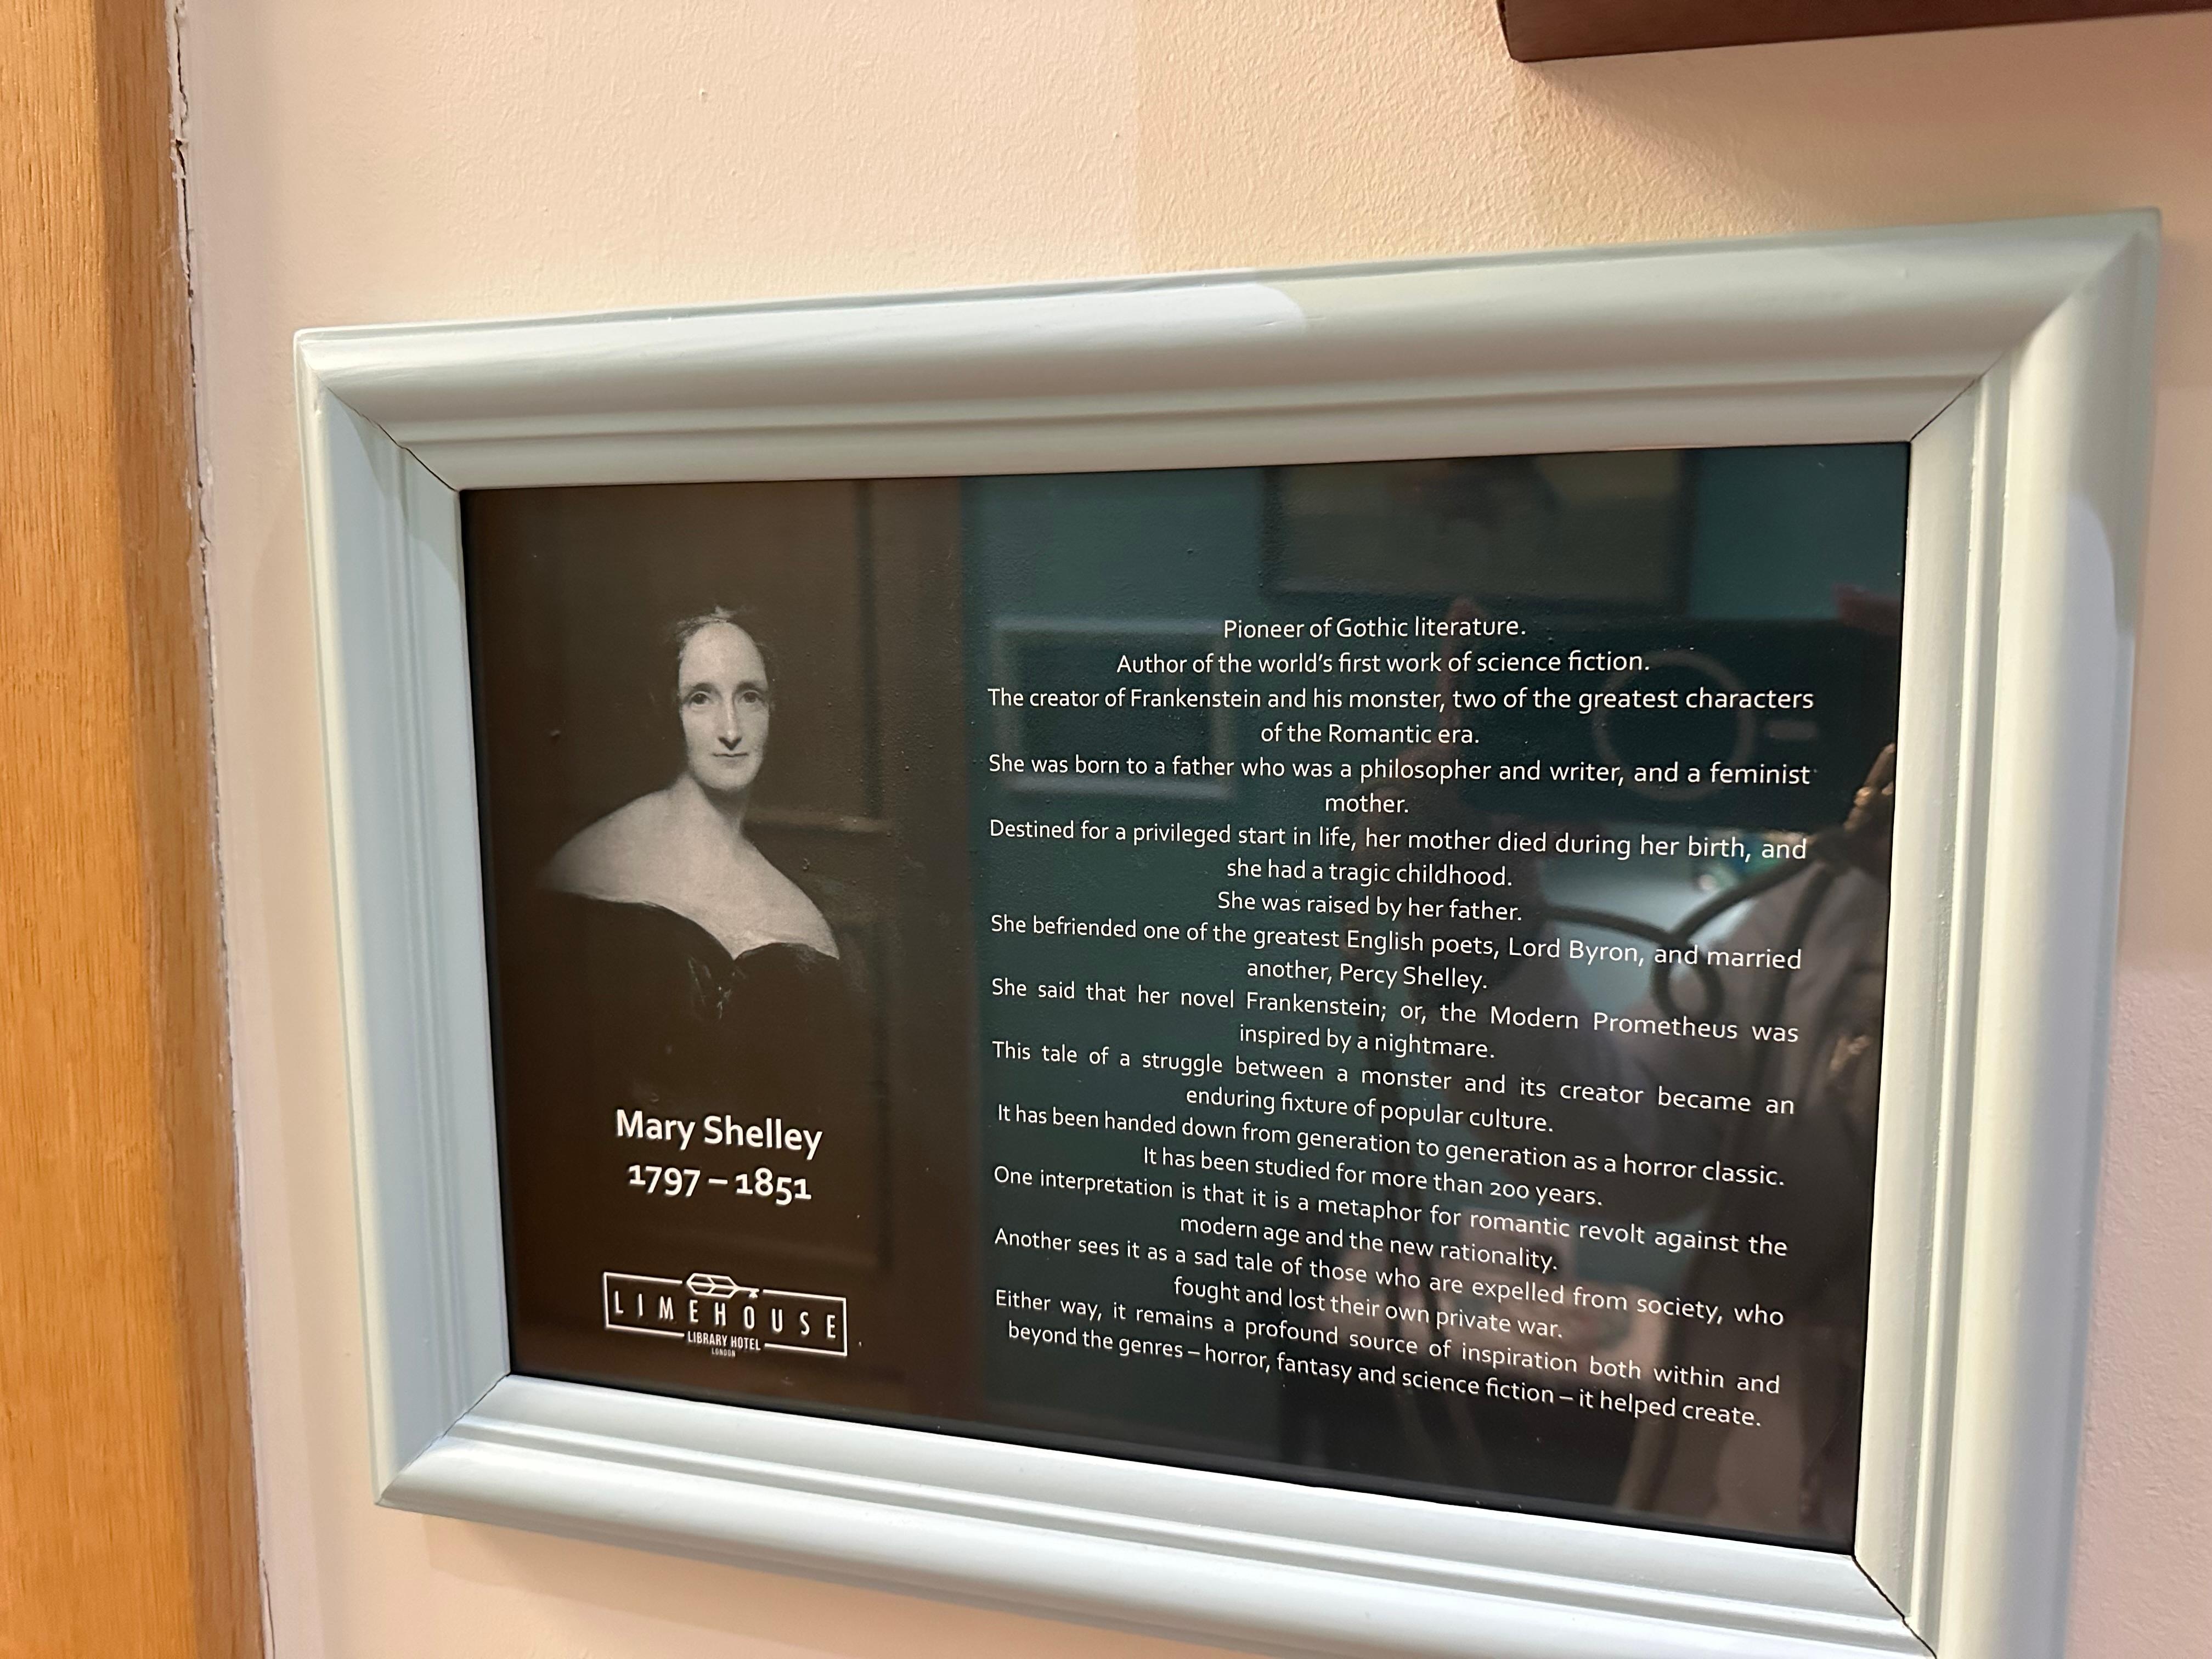 Mary Shelley
1797 – 1851
LIMEHOUSE
LIBRARY HOTEL
LONDON
Pioneer of Gothic literature.
Author of the world's first work of science fiction.
The creator of Frankenstein and his monster, two of the greatest characters
of the Romantic era.
She was born to a father who was a philosopher and writer, and a feminist
mother.
Destined for a privileged start in life, her mother died during her birth, and
she had a tragic childhood.
She was raised by her father.
She befriended one of the greatest English poets, Lord Byron, and married
another, Percy Shelley.
She said that her novel Frankenstein; or, the Modern Prometheus was
inspired by a nightmare.
This tale of a struggle between a monster and its creator became an
enduring fixture of popular culture.
It has been handed down from generation to generation as a horror classic.
It has been studied for more than 200 years.
One interpretation is that it is a metaphor for romantic revolt against the
modern age and the new rationality.
Another sees it as a sad tale of those who are expelled from society, who
fought and lost their own private war.
Either way, it remains a profound source of inspiration both within and
beyond the genres – horror, fantasy and science fiction – it helped create.